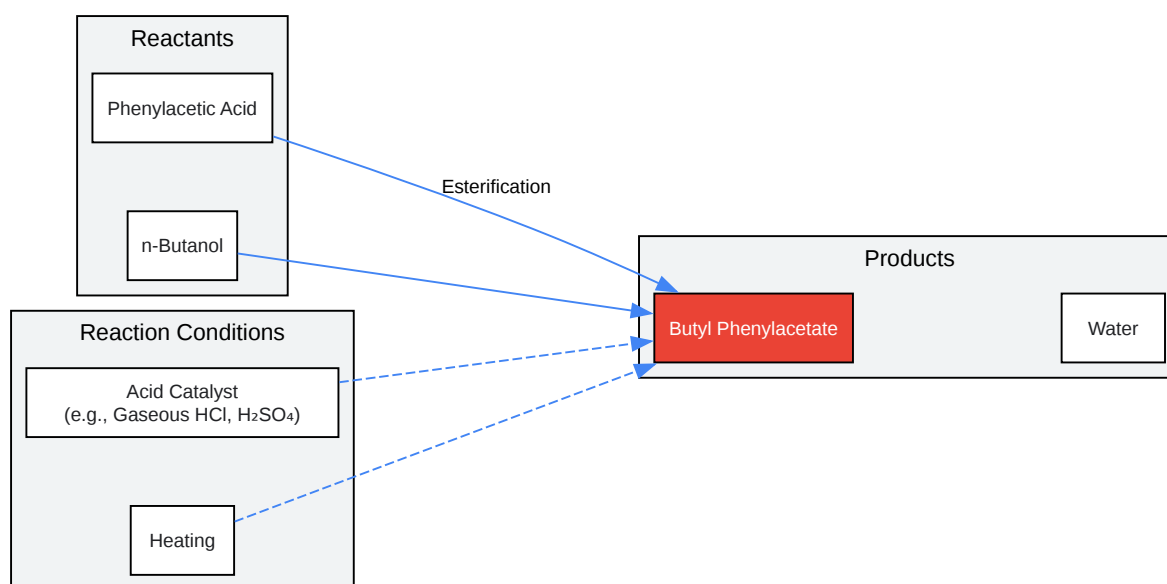 Reactants
Phenylacetic Acid
Esterification
n-Butanol
Products
Butyl Phenylacetate
Water
Reaction Conditions
Acid Catalyst
(e.g., Gaseous HCl, H₂SO₄)
Heating